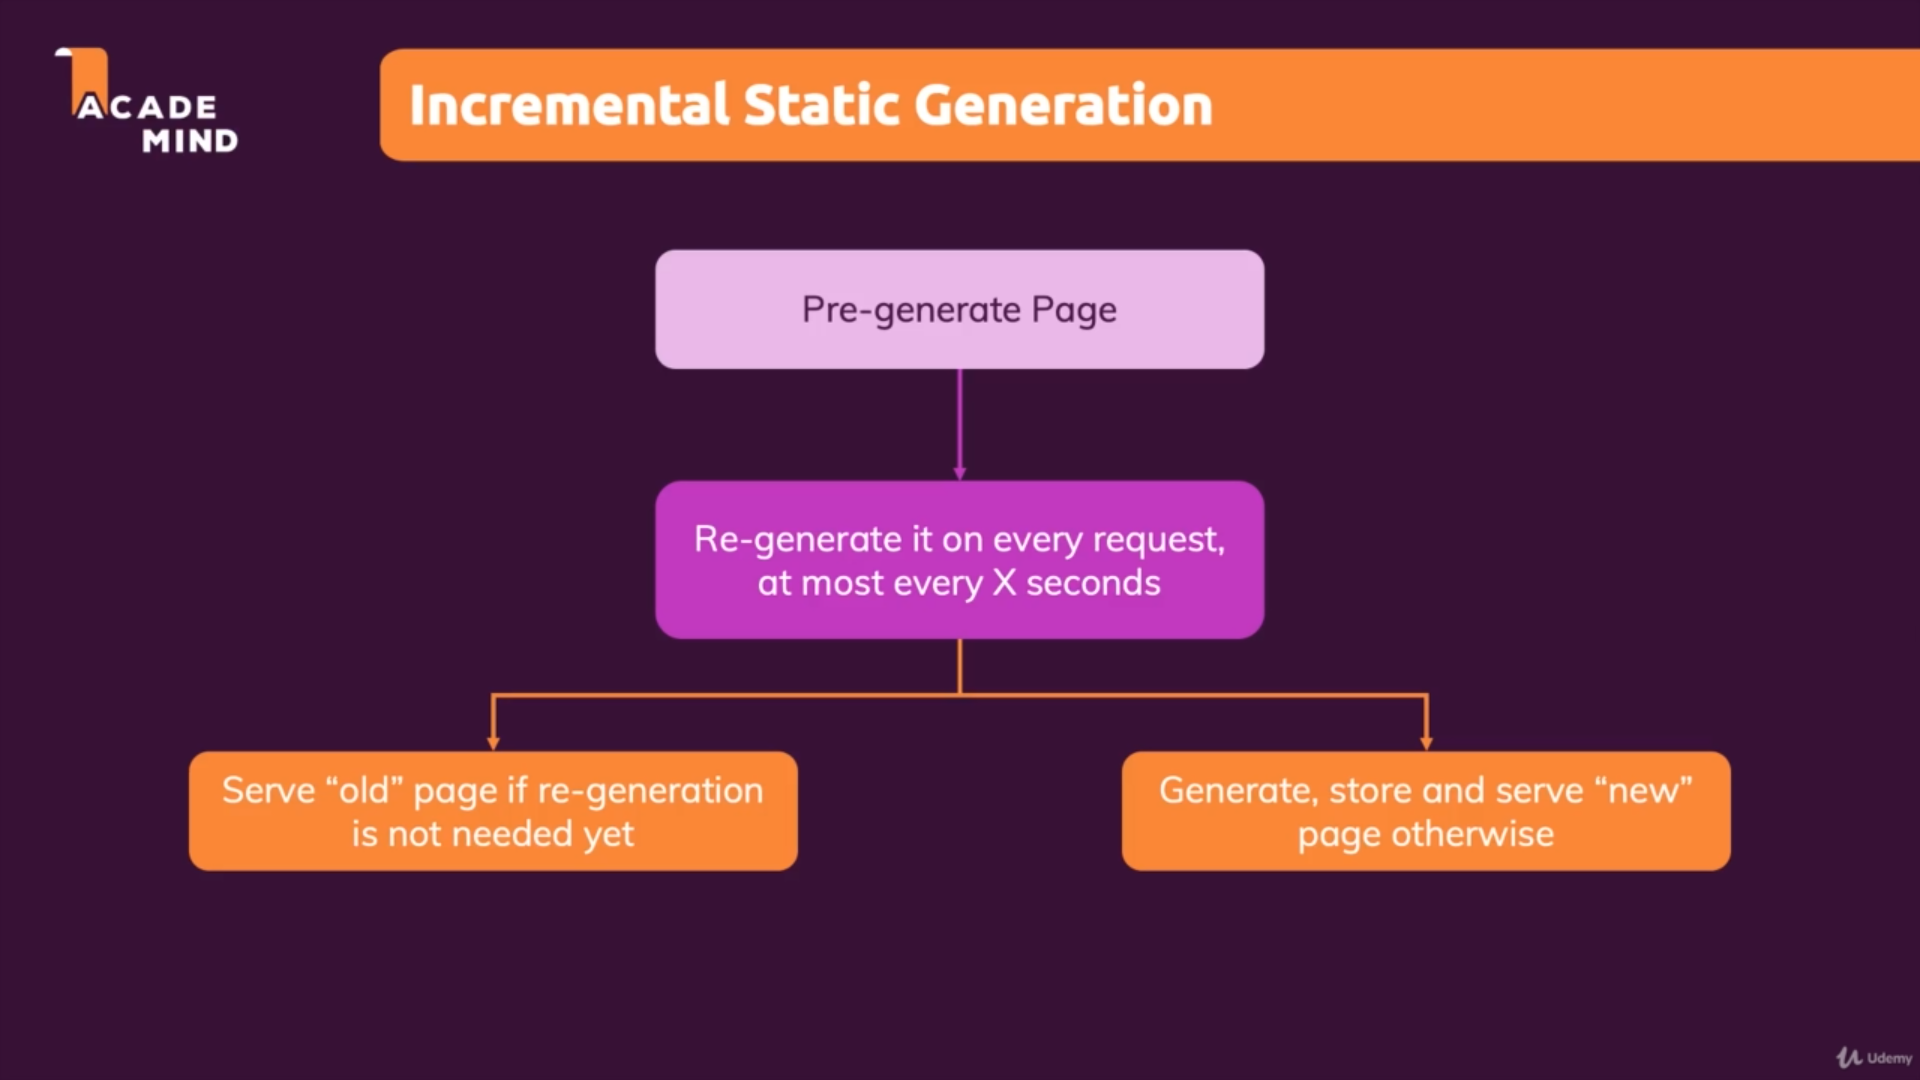 ACADE
MIND
Incremental Static Generation
Pre-generate Page
Re-generate it on every request,
at most every X seconds
Serve “old” page if re-generation
is not needed yet
Generate, store and serve “new”
page otherwise
Udemy